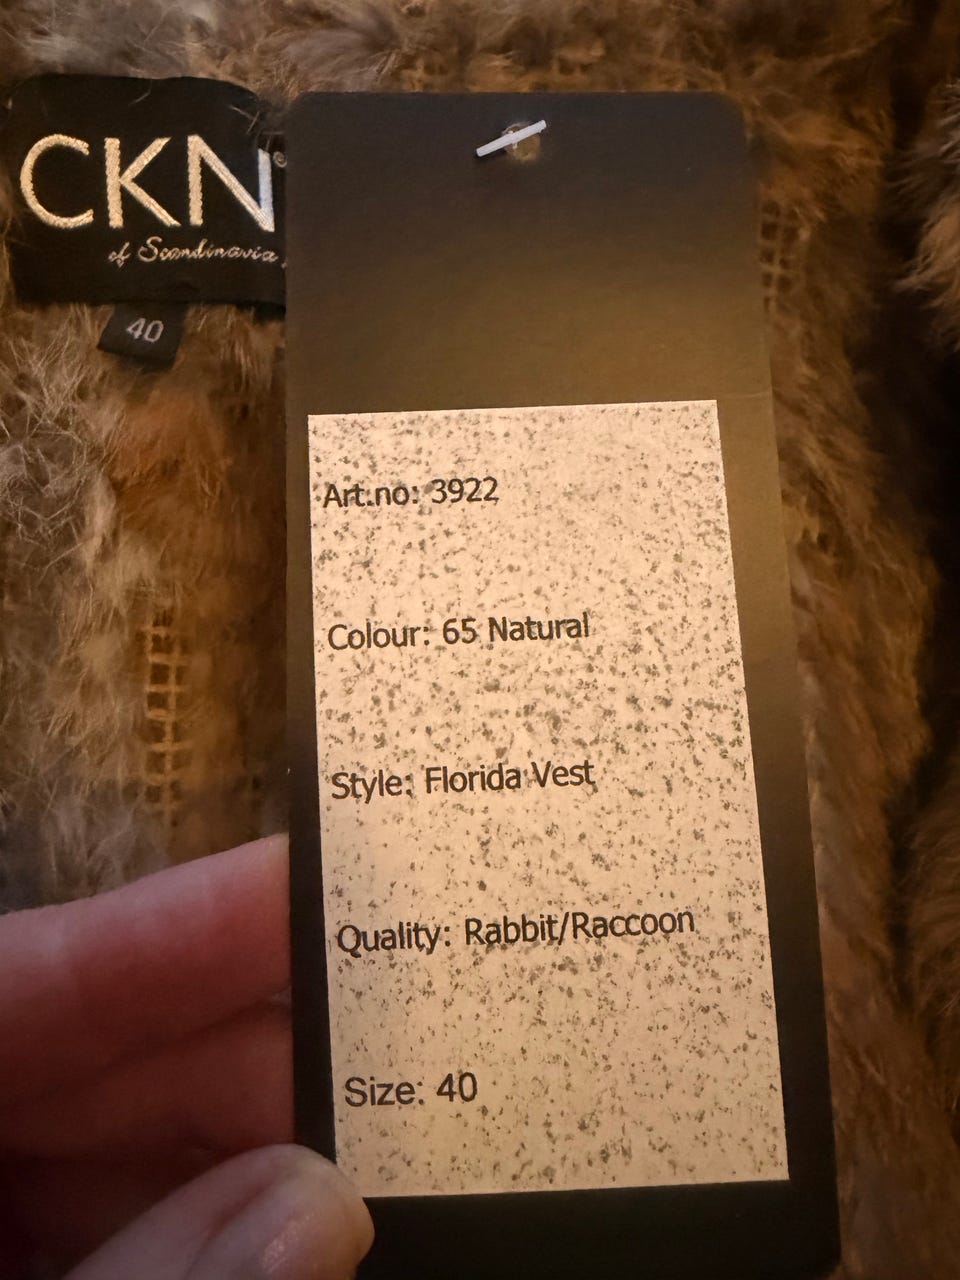 CKN®
of Scandinavia
40
Art.no: 3922
Colour: 65 Natural
Style: Florida Vest
Quality: Rabbit/Raccoon
Size: 40